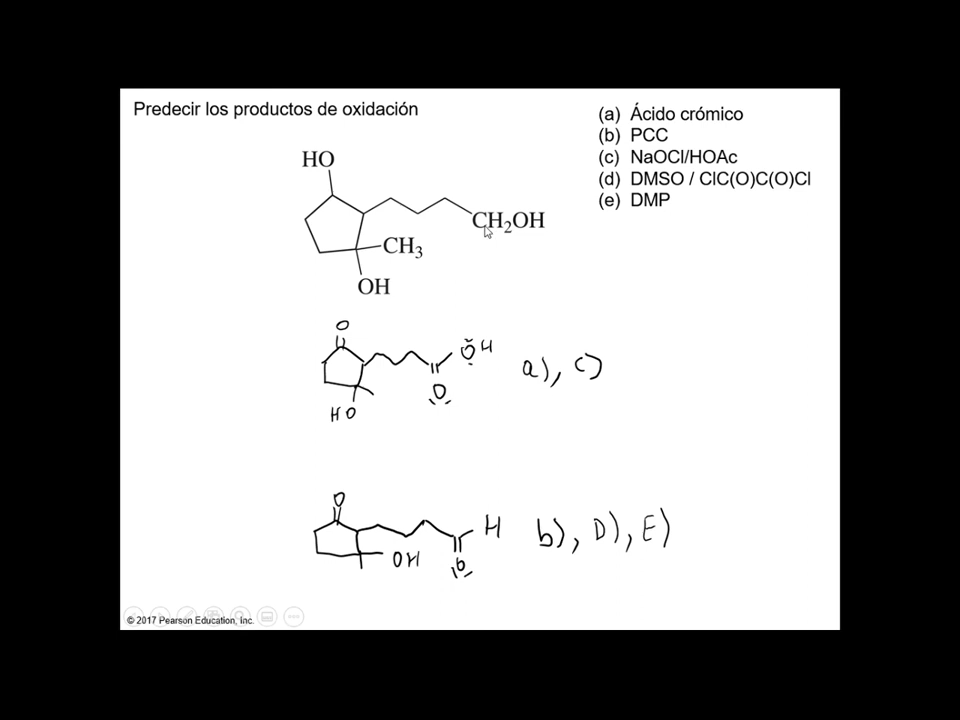 Predecir los productos de oxidación
(a) Ácido crómico
(b) PCC
(c) NaOCl/HOAc
(d) DMSO / ClC(O)C(O)Cl
(e) DMP
HO
CH₂OH
CH₃
OH
O
OH
O
HO
a), c)
O
H
OH
O
b), D), E)
© 2017 Pearson Education, Inc.